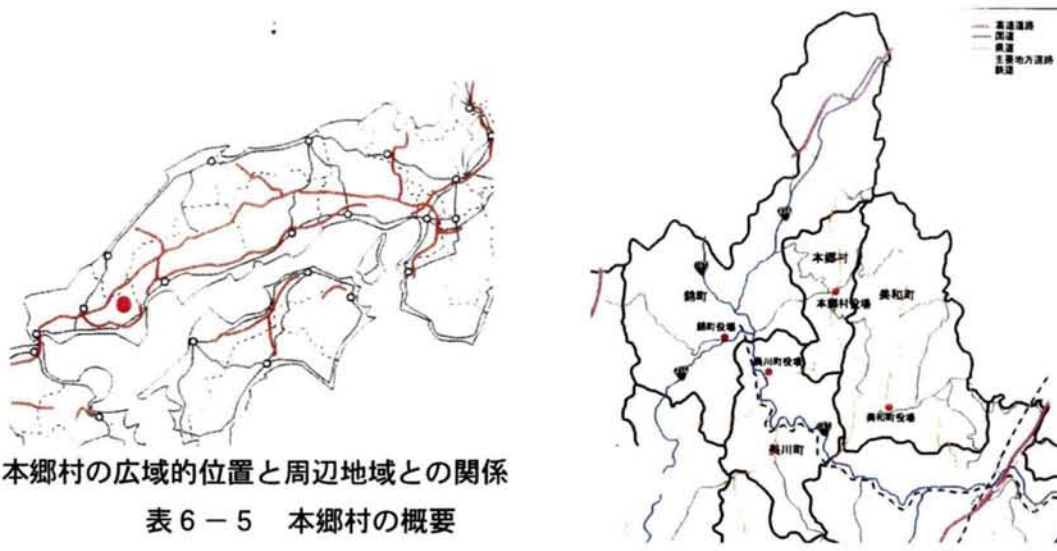 高速道路
国道
県道
主要地方道路
鉄道
本郷村
錦町
本郷村役場
美和町
錦町役場
美川町役場
美和町役場
美川町
本郷村の広域的位置と周辺地域との関係
表6－5 本郷村の概要